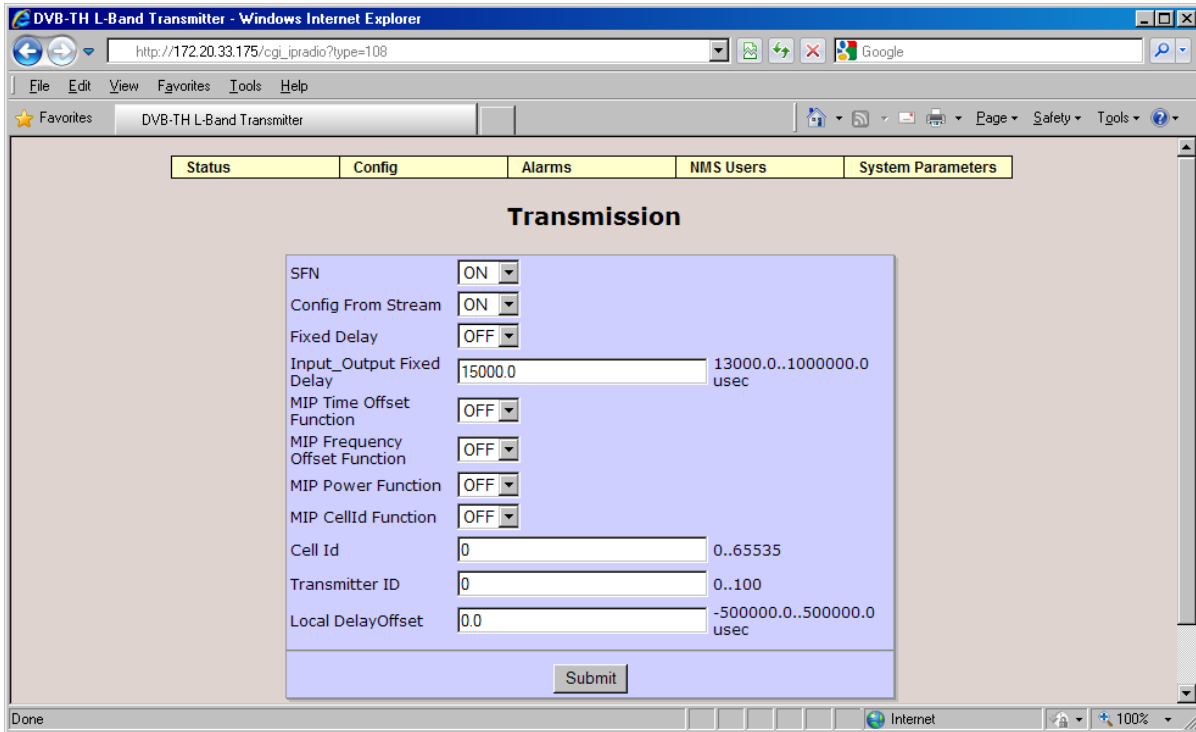 DVB-TH L-Band Transmitter - Windows Internet Explorer
http://172.20.33.175/cgi_ipradio?type=108
Google
File Edit View Favorites Tools Help
Favorites DVB-TH L-Band Transmitter Page Safety Tools
Status Config Alarms NMS Users System Parameters
Transmission
SFN ON
Config From Stream ON
Fixed Delay OFF
Input_Output Fixed Delay 15000.0 13000.0..1000000.0 usec
MIP Time Offset Function OFF
MIP Frequency Offset Function OFF
MIP Power Function OFF
MIP CellId Function OFF
Cell Id 0 0..65535
Transmitter ID 0 0..100
Local DelayOffset 0.0 -500000.0..500000.0 usec
Submit
Done Internet 100%